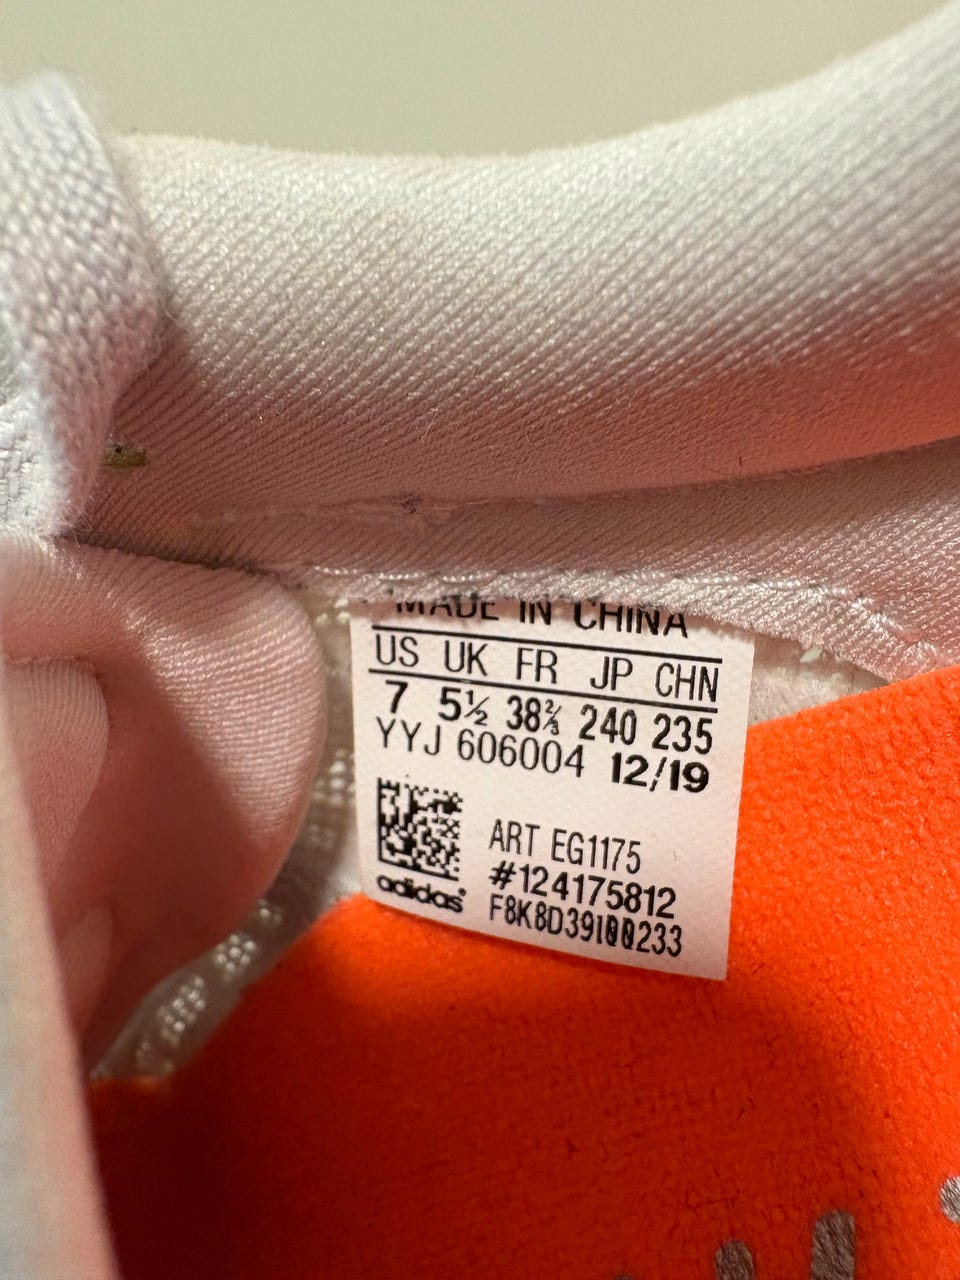 MADE IN CHINA
US UK FR JP CHN
7 5½ 38⅔ 240 235
YYJ 606004 12/19
ART EG1175
#124175812
adidas F8K8D39100233